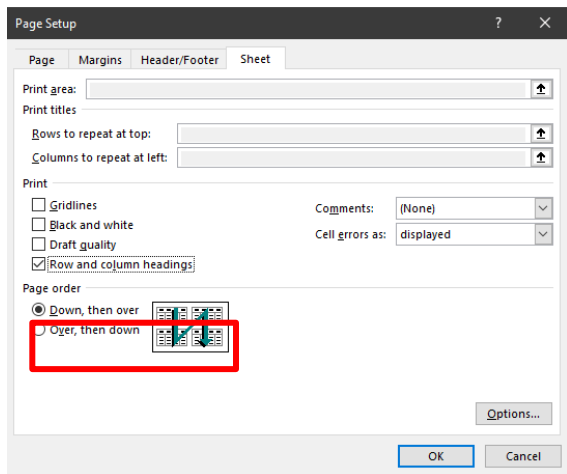 Page Setup ? ×
Page Margins Header/Footer Sheet
Print area:
Print titles
Rows to repeat at top:
Columns to repeat at left:
Print
Gridlines
Comments: (None)
Black and white
Cell errors as: displayed
Draft quality
Row and column headings
Page order
Down, then over
Over, then down
Options...
OK Cancel